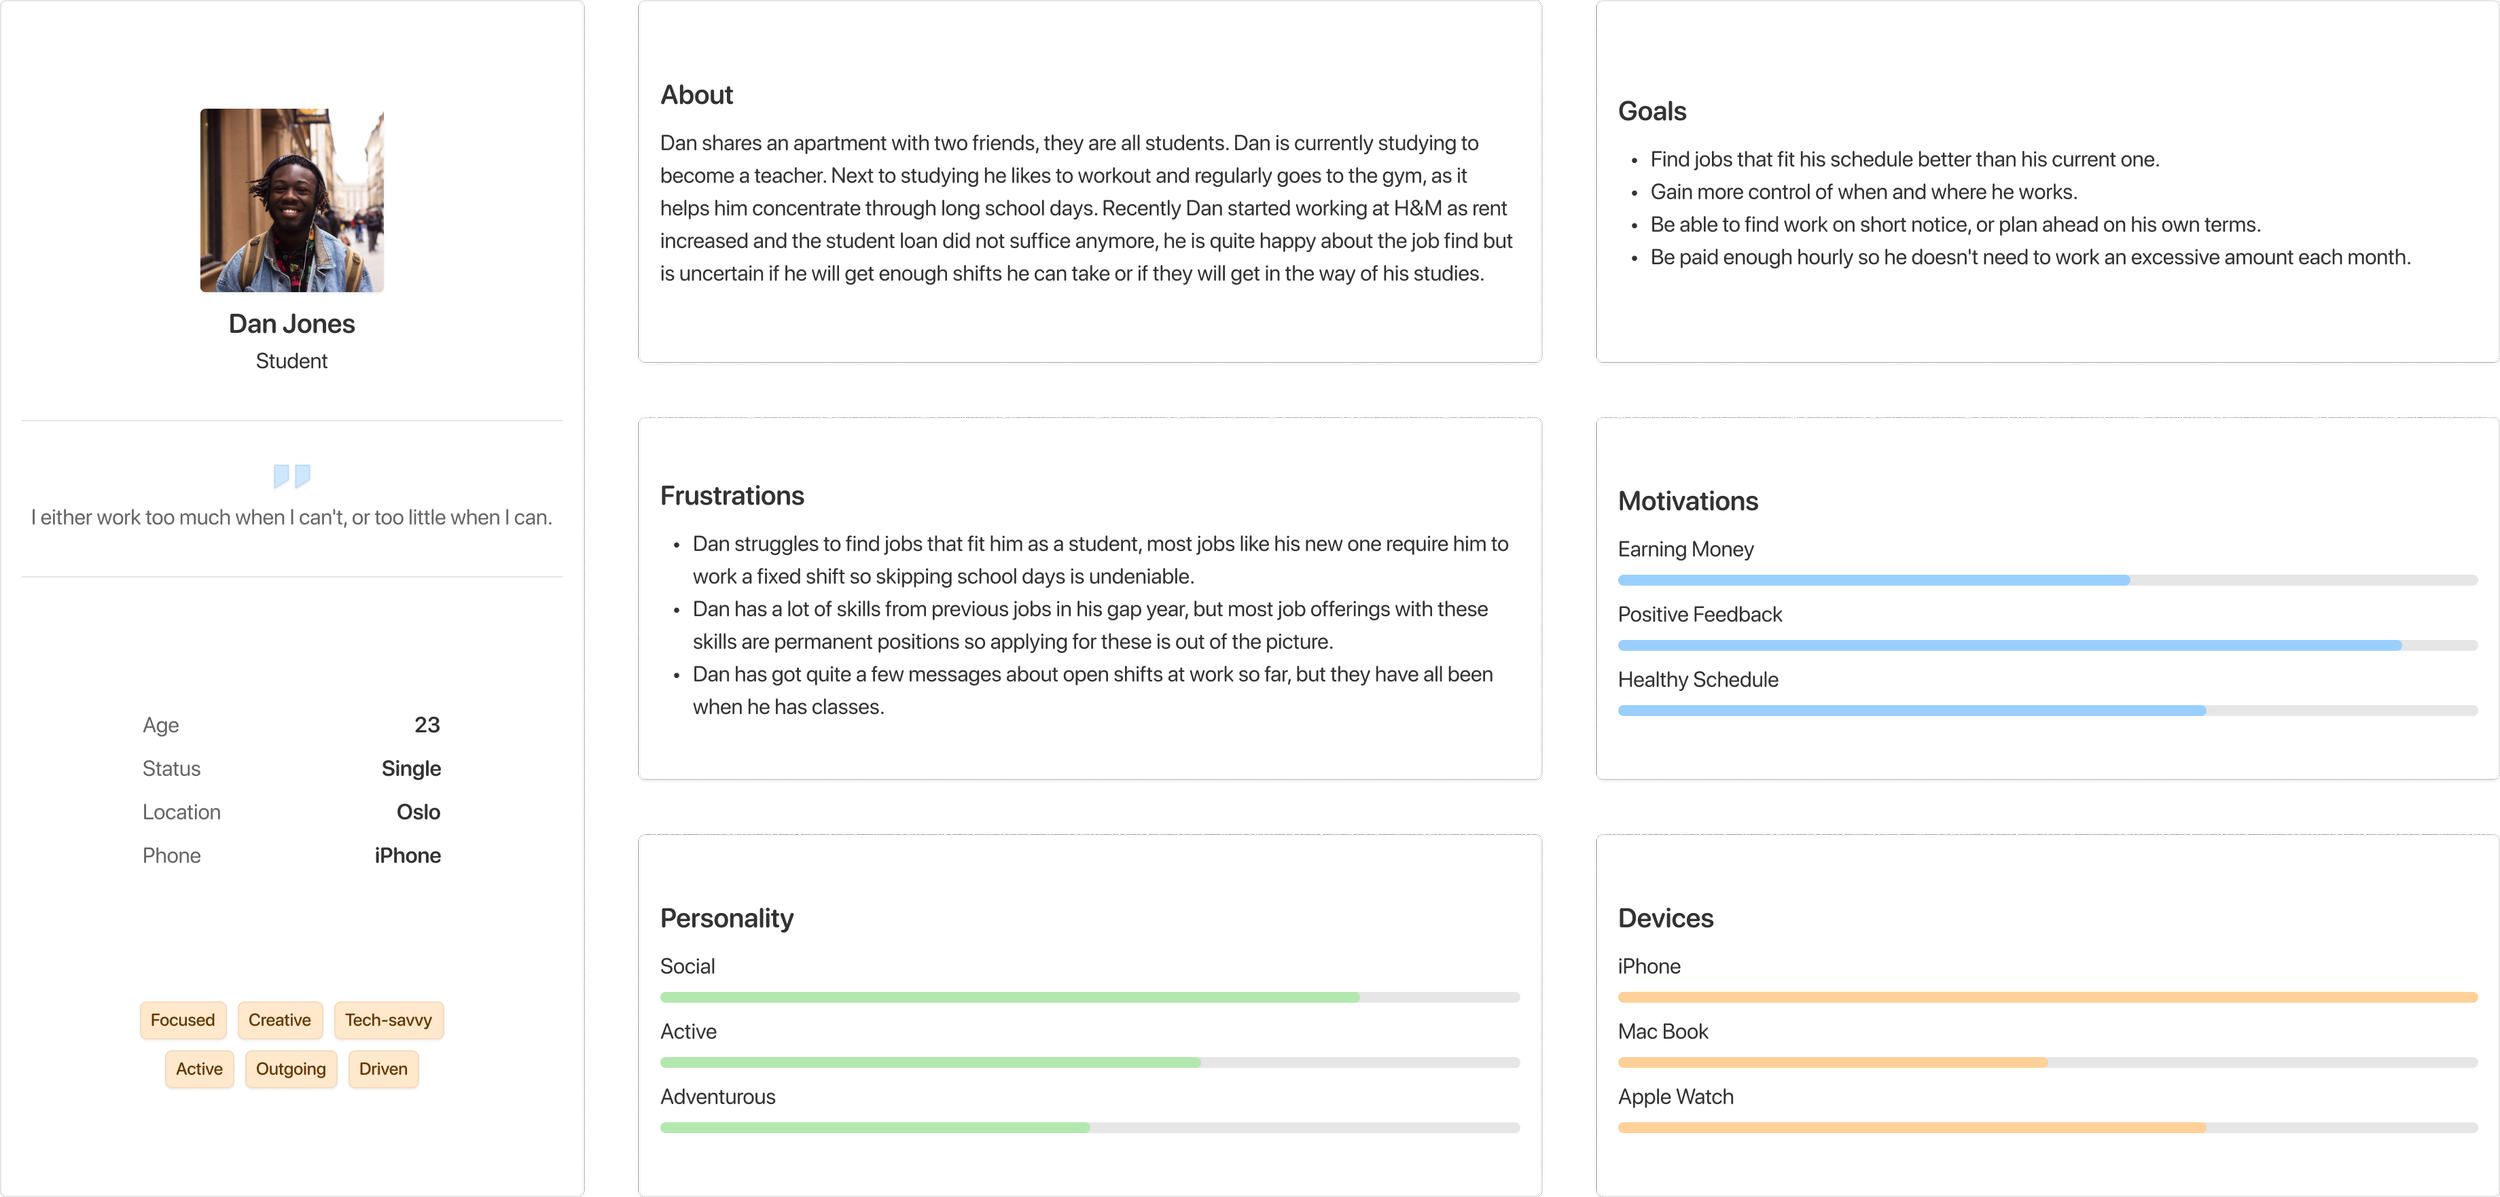 Dan Jones
Student
I either work too much when I can't, or too little when I can.
Age 23
Status Single
Location Oslo
Phone iPhone
Focused Creative Tech-savvy
Active Outgoing Driven
About
Dan shares an apartment with two friends, they are all students. Dan is currently studying to
become a teacher. Next to studying he likes to workout and regularly goes to the gym, as it
helps him concentrate through long school days. Recently Dan started working at H&M as rent
increased and the student loan did not suffice anymore, he is quite happy about the job find but
is uncertain if he will get enough shifts he can take or if they will get in the way of his studies.
Goals
• Find jobs that fit his schedule better than his current one.
• Gain more control of when and where he works.
• Be able to find work on short notice, or plan ahead on his own terms.
• Be paid enough hourly so he doesn't need to work an excessive amount each month.
Frustrations
• Dan struggles to find jobs that fit him as a student, most jobs like his new one require him to
work a fixed shift so skipping school days is undeniable.
• Dan has a lot of skills from previous jobs in his gap year, but most job offerings with these
skills are permanent positions so applying for these is out of the picture.
• Dan has got quite a few messages about open shifts at work so far, but they have all been
when he has classes.
Motivations
Earning Money
Positive Feedback
Healthy Schedule
Personality
Social
Active
Adventurous
Devices
iPhone
Mac Book
Apple Watch